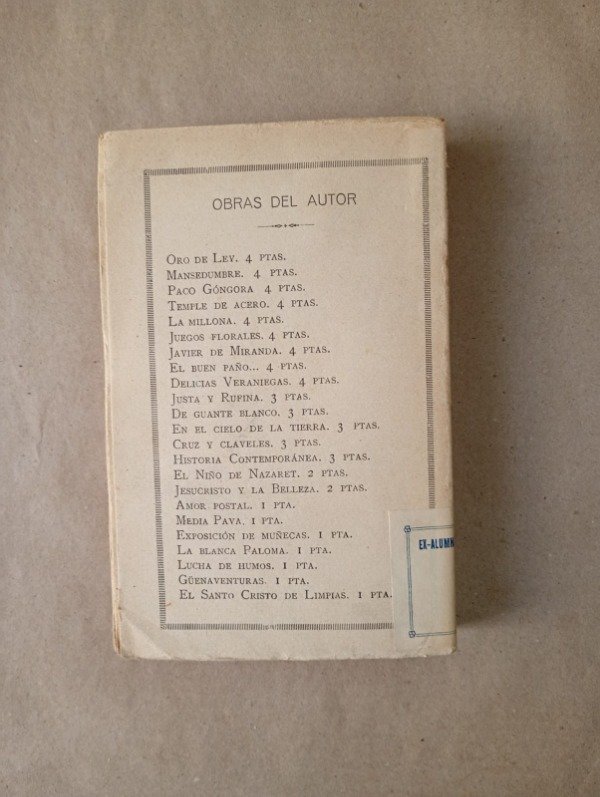 OBRAS DEL AUTOR
ORO DE LEY. 4 PTAS.
MANSEDUMBRE. 4 PTAS.
PACO GÓNGORA 4 PTAS.
TEMPLE DE ACERO. 4 PTAS.
LA MILLONA. 4 PTAS.
JUEGOS FLORALES. 4 PTAS.
JAVIER DE MIRANDA. 4 PTAS.
EL BUEN PAÑO... 4 PTAS.
DELICIAS VERANIEGAS. 4 PTAS.
JUSTA Y RUFINA. 3 PTAS.
DE GUANTE BLANCO. 3 PTAS.
EN EL CIELO DE LA TIERRA. 3 PTAS.
CRUZ Y CLAVELES. 3 PTAS.
HISTORIA CONTEMPORÁNEA. 3 PTAS.
EL NIÑO DE NAZARET. 2 PTAS.
JESUCRISTO Y LA BELLEZA. 2 PTAS.
AMOR POSTAL. 1 PTA.
MEDIA PAVA. 1 PTA.
EXPOSICIÓN DE MUÑECAS. 1 PTA.
LA BLANCA PALOMA. 1 PTA.
LUCHA DE HUMOS. 1 PTA.
GÜENAVENTURAS. 1 PTA.
EL SANTO CRISTO DE LIMPIAS. 1 PTA.
EX-ALUMN